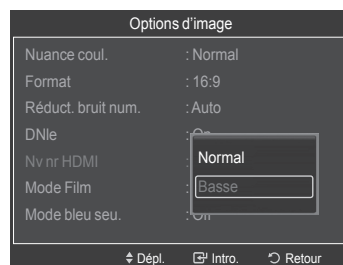 Options d'image
Nuance coul. : Normal
Format : 16:9
Réduct. bruit num. : Auto
DNIe :
Nv nr HDMI :
Normal
Basse
Mode Film :
Mode bleu seu. :
Dépl. Intro. Retour